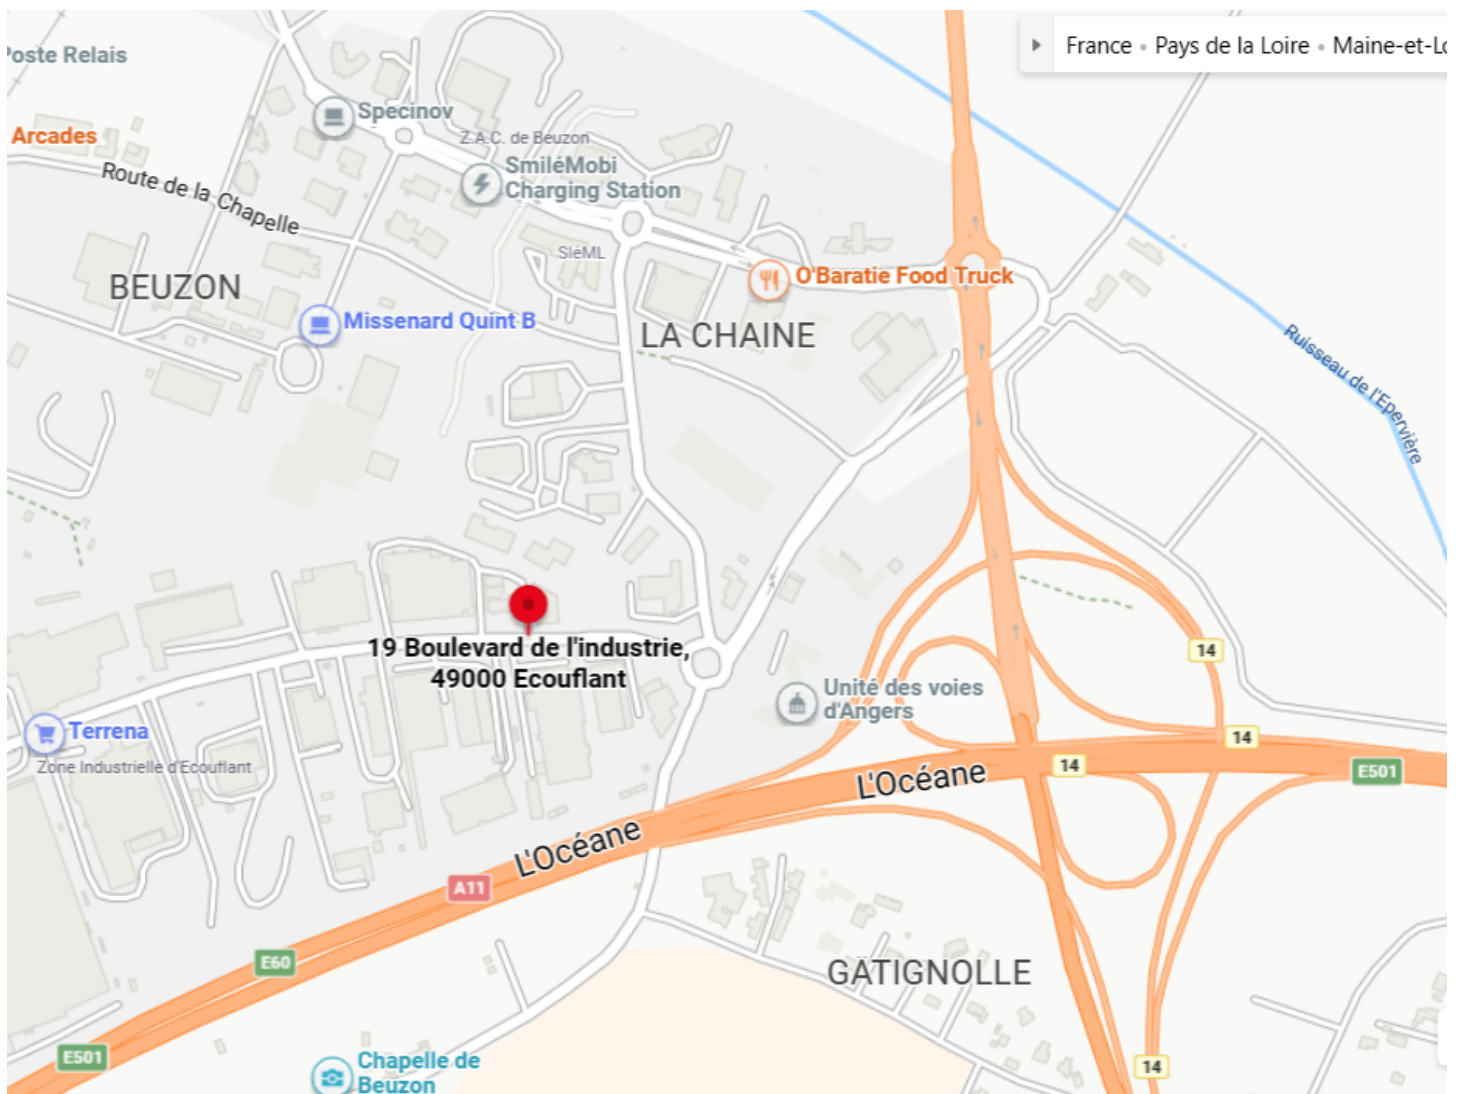 France • Pays de la Loire • Maine-et-Lo
Poste Relais
Specinov
Arcades
Z.A.C. de Beuzon
SmiléMobi
Charging Station
Route de la Chapelle
SIéML
BEUZON
O'Baratie Food Truck
Missenard Quint B
LA CHAINE
Ruisseau de l'Epervière
19 Boulevard de l'industrie,
49000 Ecouflant
14
Unité des voies
d'Angers
Terrena
14
Zone Industrielle d'Ecouflant
14
E501
L'Océane
L'Océane
A11
E60
GATIGNOLLE
E501
Chapelle de
Beuzon
14